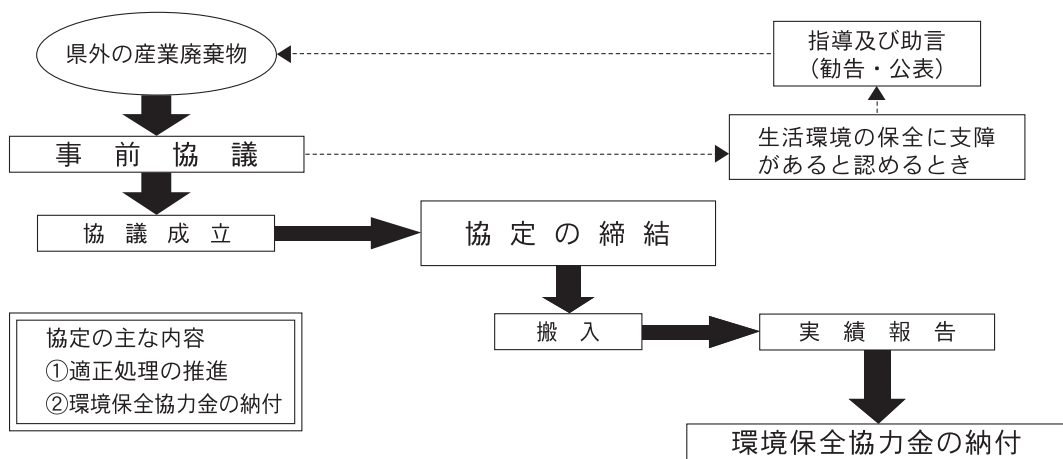 県外の産業廃棄物
指導及び助言
(勧告・公表)
事前協議
生活環境の保全に支障
があると認めるとき
協議成立
協定の締結
搬入
実績報告
協定の主な内容
①適正処理の推進
②環境保全協力金の納付
環境保全協力金の納付